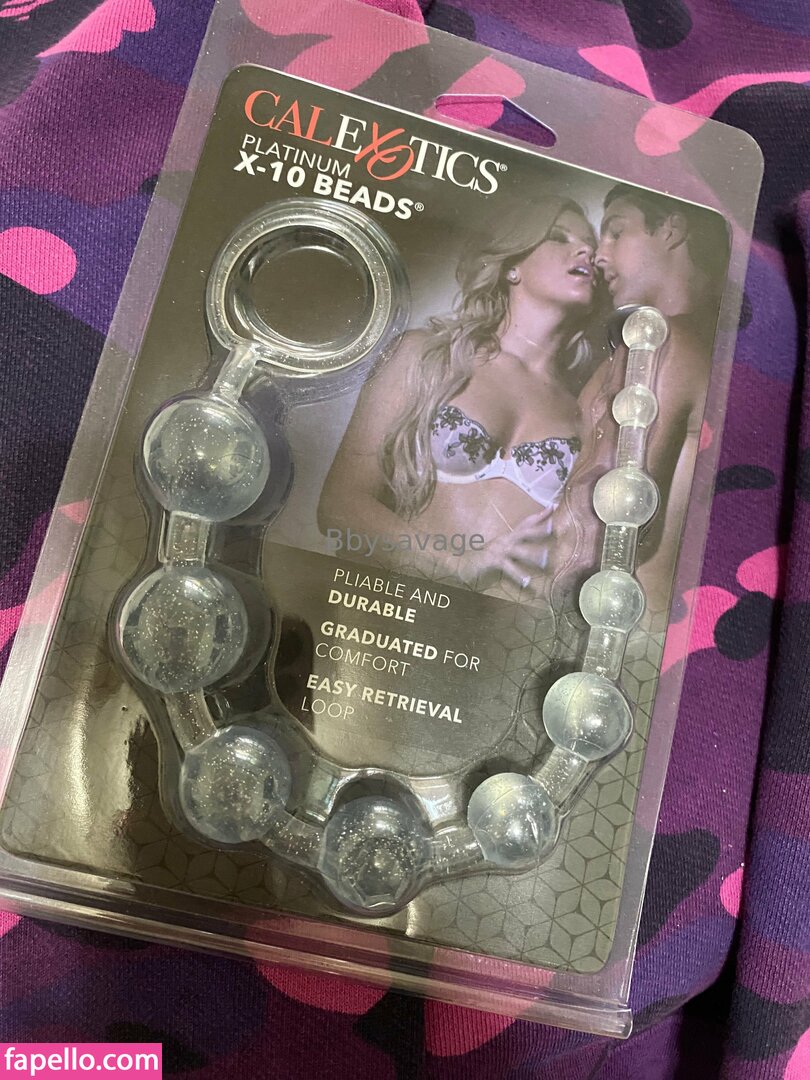 CALEXOTICS®
PLATINUM
X-10 BEADS®
Bbysavage
PLIABLE AND
DURABLE
GRADUATED FOR
COMFORT
EASY RETRIEVAL
LOOP
fapello.com